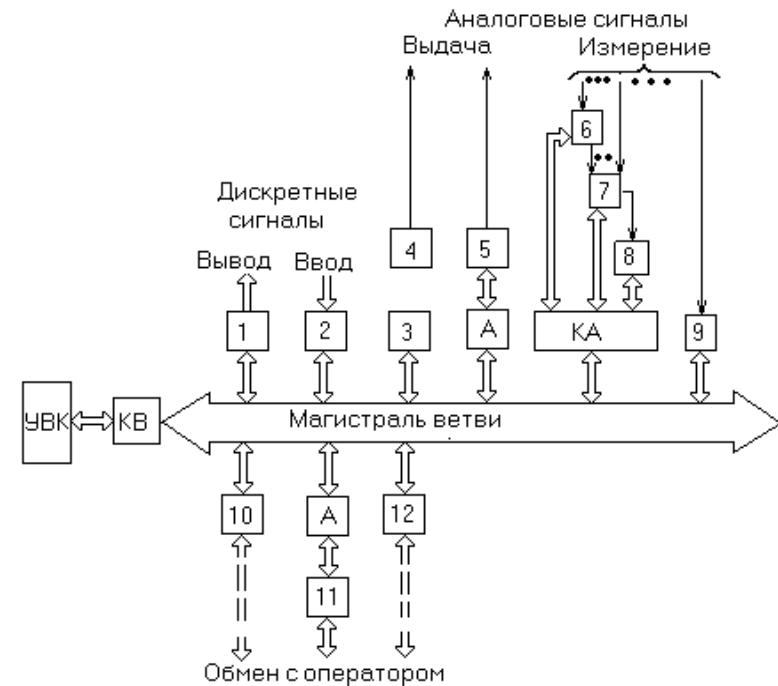 Аналоговые сигналы
Выдача
Измерение
6
7
Дискретные
сигналы
4
5
8
Вывод
Ввод
1
2
3
А
КА
9
УВК
КВ
Магистраль ветви
10
А
12
11
Обмен с оператором